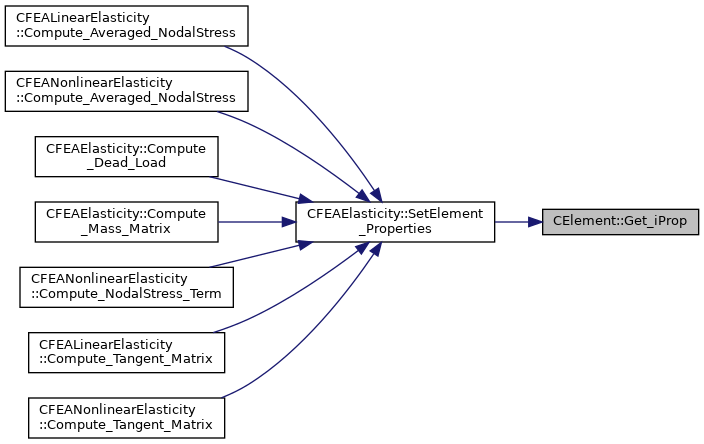 CFEALinearElasticity
::Compute_Averaged_NodalStress
CFEANonlinearElasticity
::Compute_Averaged_NodalStress
CFEAElasticity::Compute
_Dead_Load
CFEAElasticity::Compute
_Mass_Matrix
CFEANonlinearElasticity
::Compute_NodalStress_Term
CFEALinearElasticity
::Compute_Tangent_Matrix
CFEANonlinearElasticity
::Compute_Tangent_Matrix
CFEAElasticity::SetElement
_Properties
CElement::Get_iProp